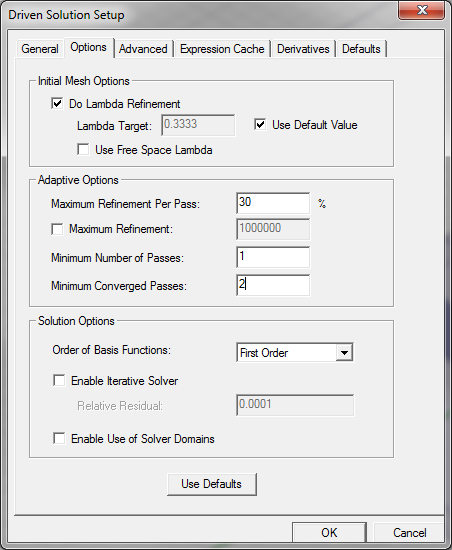 Driven Solution Setup
General Options Advanced Expression Cache Derivatives Defaults
Initial Mesh Options
Do Lambda Refinement
Lambda Target: 0.3333 Use Default Value
Use Free Space Lambda
Adaptive Options
Maximum Refinement Per Pass: 30 %
Maximum Refinement: 1000000
Minimum Number of Passes: 1
Minimum Converged Passes: 2
Solution Options
Order of Basis Functions: First Order
Enable Iterative Solver
Relative Residual: 0.0001
Enable Use of Solver Domains
Use Defaults
OK Cancel